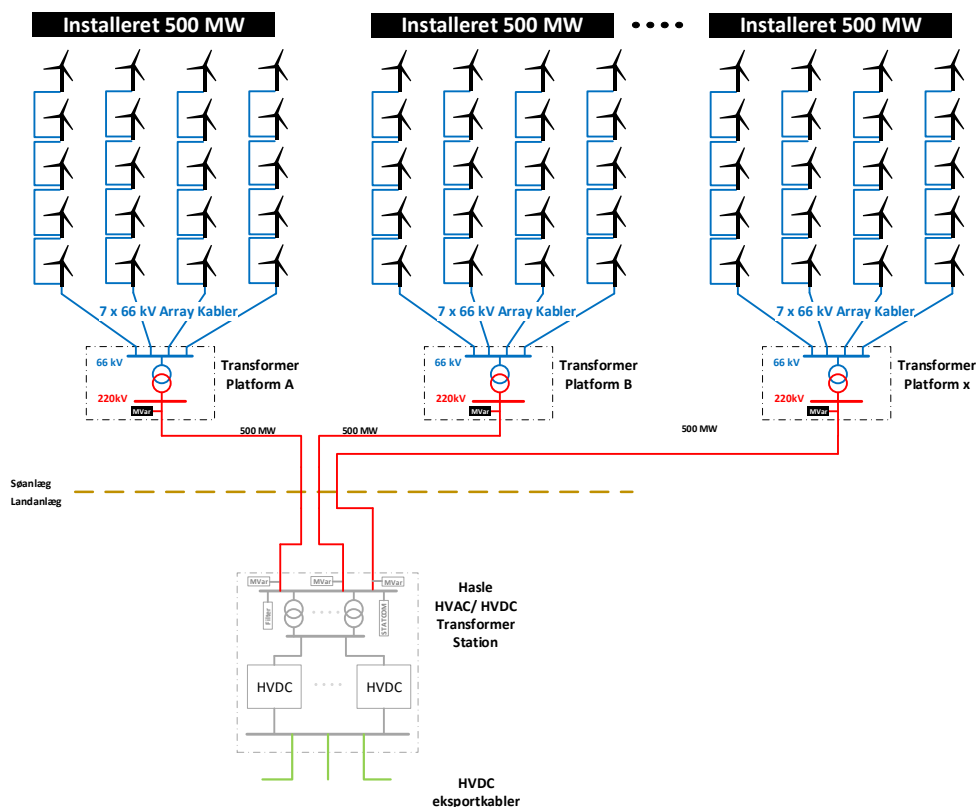 Installeret 500 MW
Installeret 500 MW
Installeret 500 MW
7 x 66 kV Array Kabler
7 x 66 kV Array Kabler
7 x 66 kV Array Kabler
66 kV
Transformer
Platform A
220kV
MVar
66 kV
Transformer
Platform B
220kV
MVar
66 kV
Transformer
Platform x
220kV
MVar
500 MW
500 MW
500 MW
Søanlæg
Landanlæg
MVar
MVar
MVar
Filter
STATCOM
Hasle
HVAC/ HVDC
Transformer
Station
HVDC
HVDC
HVDC
eksportkabler